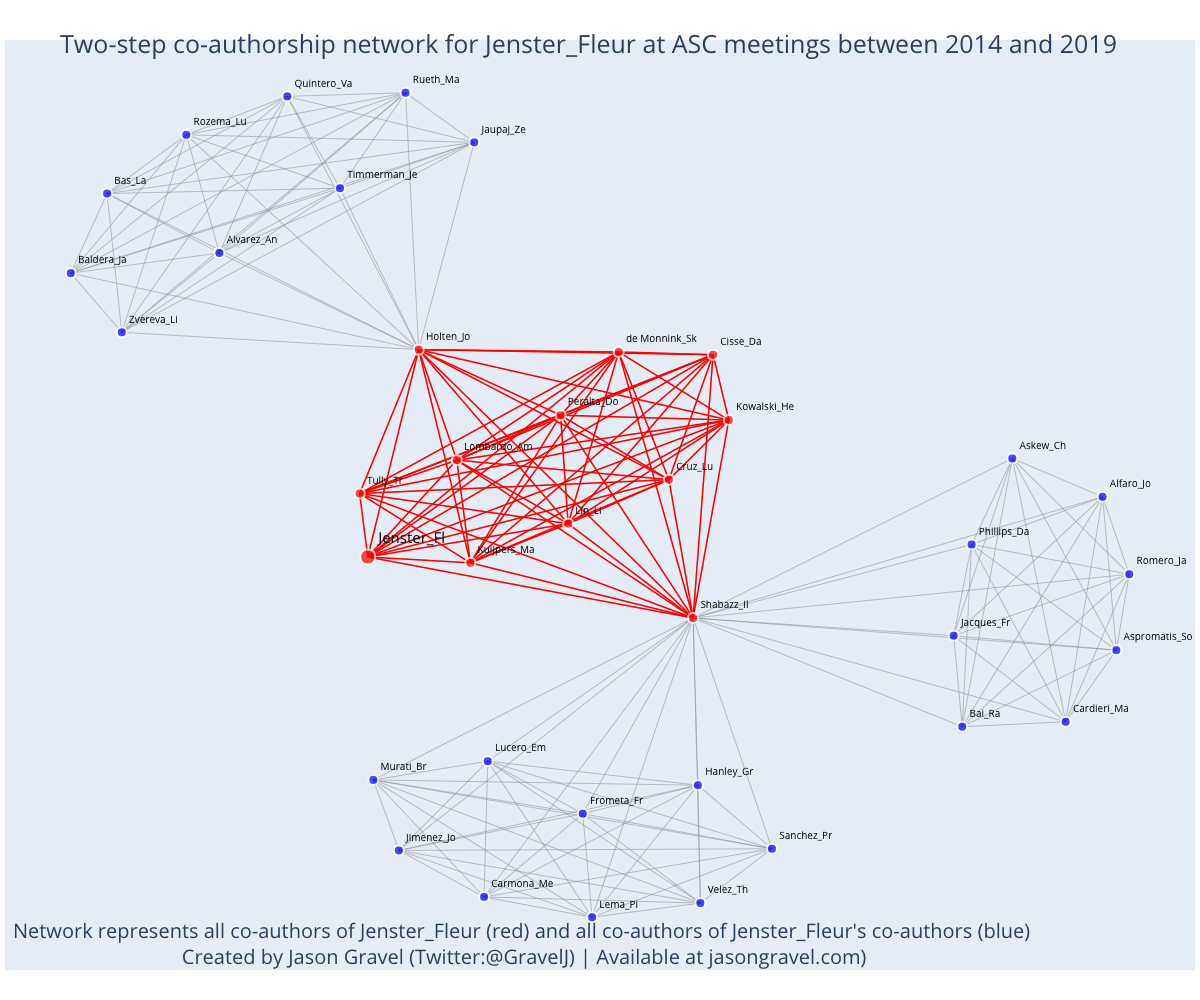 Two-step co-authorship network for Jenster_Fleur at ASC meetings between 2014 and 2019
Rueth_Ma
Quintero_Va
Rozema_Lu
Jaupaj_Ze
Timmerman_Je
Bas_La
Alvarez_An
Baldera_Ja
Zvereva_Li
Holten_Jo
de Monnink_Sk
Cisse_Da
Peralta_Do
Kowalski_He
Lombardo_Am
Askew_Ch
Cruz_Lu
Tully_Tr
Alfaro_Jo
Lin_Li
Phillips_Da
Jenster_Fl
Kuijpers_Ma
Romero_Ja
Shabazz_Il
Jacques_Fr
Aspromatis_So
Bai_Ra
Cardieri_Ma
Lucero_Em
Murati_Br
Hanley_Gr
Frometa_Fr
Jimenez_Jo
Sanchez_Pr
Carmona_Me
Velez_Th
Lema_Pl
Network represents all co-authors of Jenster_Fleur (red) and all co-authors of Jenster_Fleur's co-authors (blue)
Created by Jason Gravel (Twitter:@GravelJ) | Available at jasongravel.com)